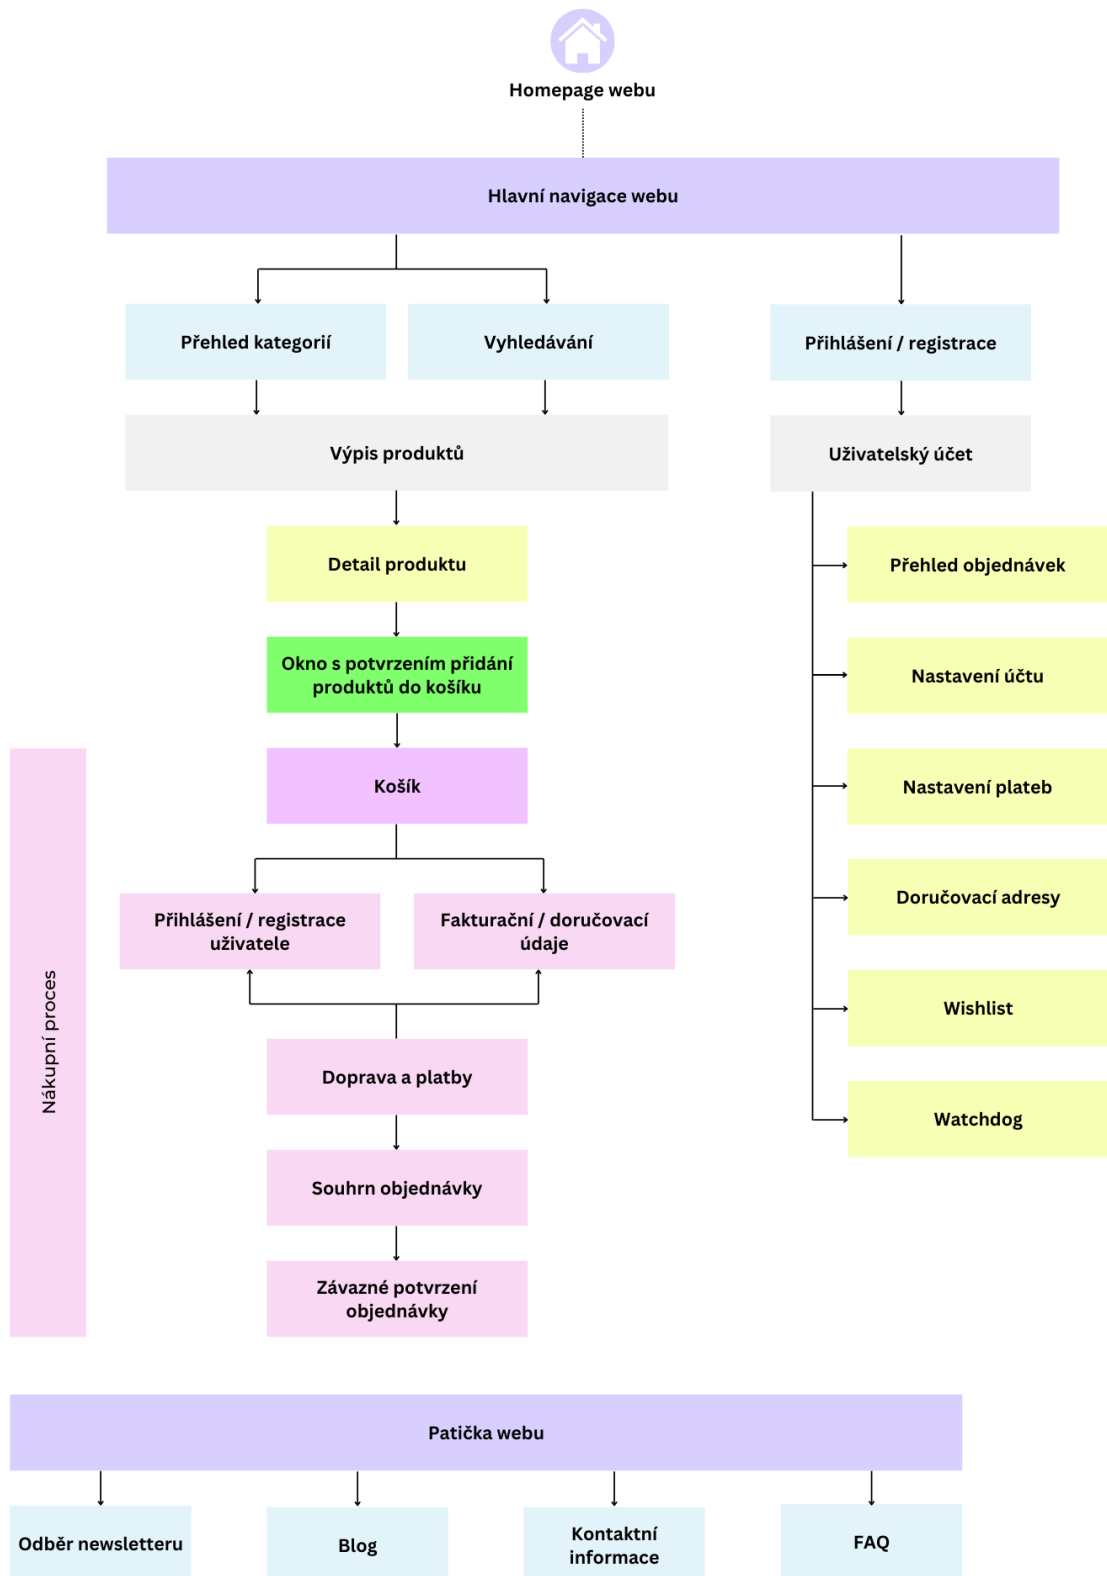 Homepage webu
Hlavní navigace webu
Přehled kategorií
Vyhledávání
Přihlášení / registrace
Výpis produktů
Uživatelský účet
Detail produktu
Přehled objednávek
Okno s potvrzením přidání
produktů do košíku
Nastavení účtu
Košík
Nastavení plateb
Přihlášení / registrace
uživatele
Fakturační / doručovací
údaje
Doručovací adresy
Nákupní proces
Wishlist
Doprava a platby
Watchdog
Souhrn objednávky
Závazné potvrzení
objednávky
Patička webu
Odběr newsletteru
Blog
Kontaktní
informace
FAQ